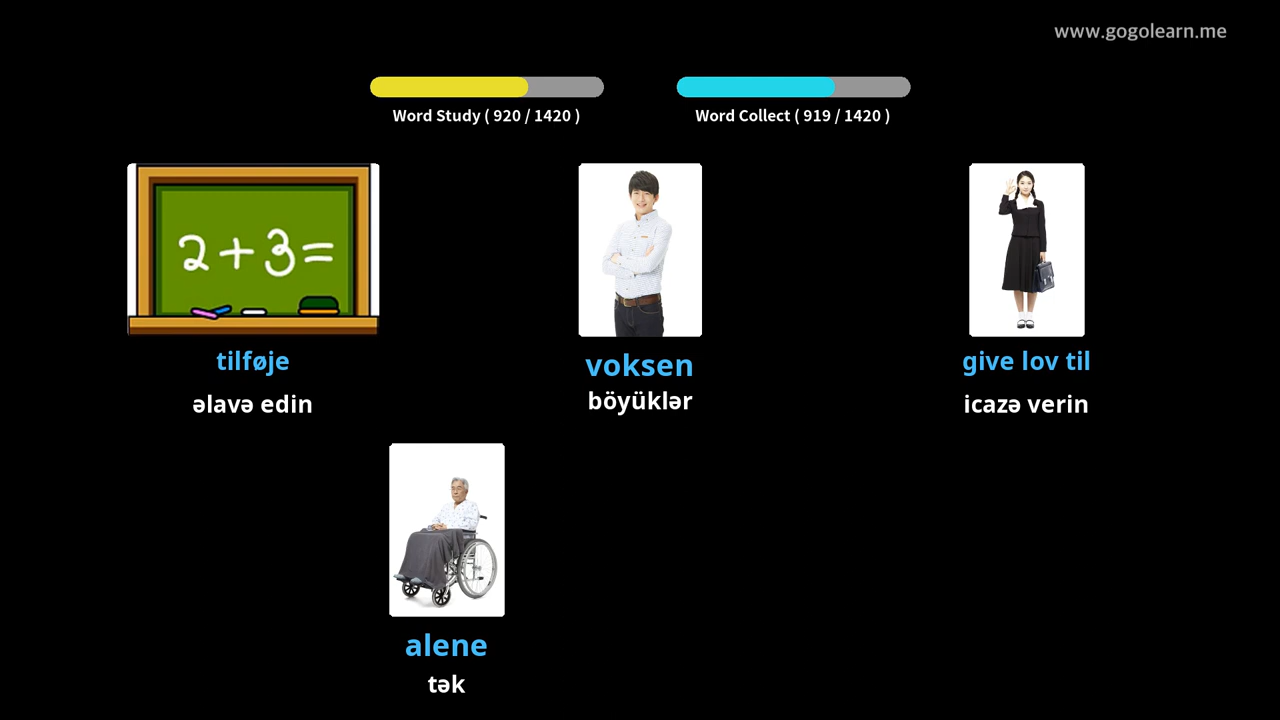 www.gogolearn.me
Word Study ( 920 / 1420 )
Word Collect ( 919 / 1420 )
2+3=
tilføje
əlavə edin
voksen
böyüklər
give lov til
icazə verin
alene
tək